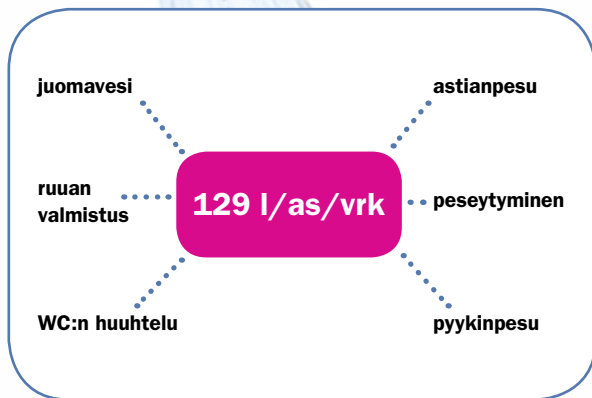 juomavesi
astianpesu
ruuan
valmistus
129 l/as/vrk
peseytyminen
WC:n huuhtelu
pyykinpesu